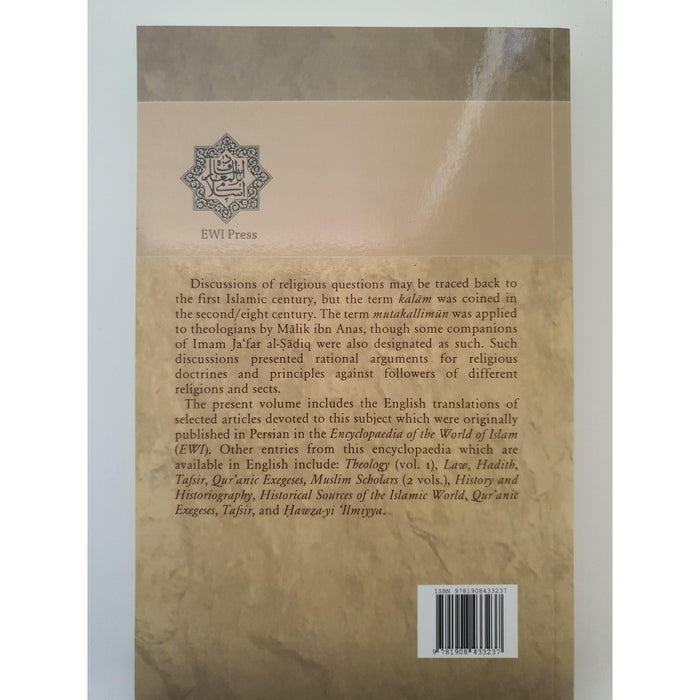 دانشنامه
EWI Press
Discussions of religious questions may be traced back to
the first Islamic century, but the term kalām was coined in
the second/eight century. The term mutakallimūn was applied
to theologians by Mālik ibn Anas, though some companions
of Imam Ja‘far al-Ṣādiq were also designated as such. Such
discussions presented rational arguments for religious
doctrines and principles against followers of different
religions and sects.
The present volume includes the English translations of
selected articles devoted to this subject which were originally
published in Persian in the Encyclopaedia of the World of Islam
(EWI). Other entries from this encyclopaedia which are
available in English include: Theology (vol. 1), Law, Hadith,
Tafsir, Qur'anic Exegeses, Muslim Scholars (2 vols.), History and
Historiography, Historical Sources of the Islamic World, Qur'anic
Exegeses, Tafsir, and Ḥawza-yi ‘Ilmiyya.
ISBN 9781908433237
9 781908 433237